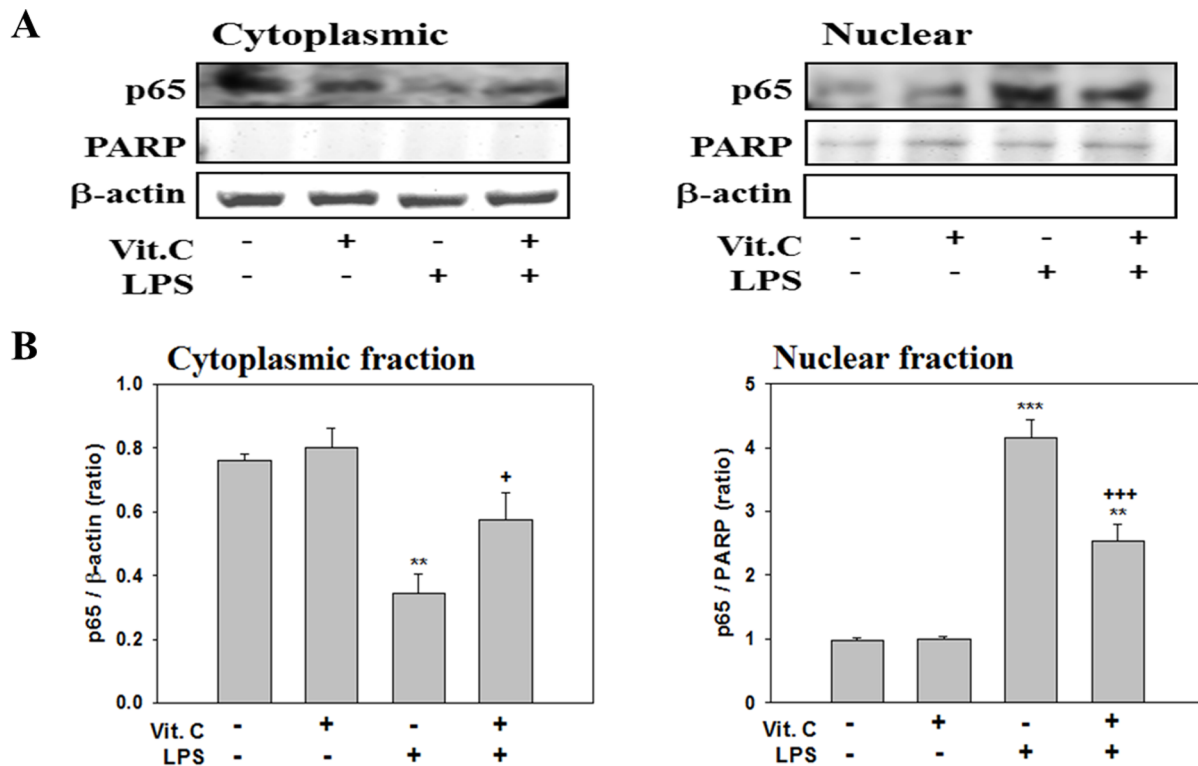 A
Cytoplasmic
p65
PARP
β-actin
Vit.C - + - +
LPS - - + +
Nuclear
p65
PARP
β-actin
Vit.C - + - +
LPS - - + +
B
Cytoplasmic fraction
p65 / β-actin (ratio)
1.0
0.8
0.6
0.4
0.2
0.0
**
+
Vit. C - + - +
LPS - - + +
Nuclear fraction
p65 / PARP (ratio)
5
4
3
2
1
0
***
+++
**
Vit. C - + - +
LPS - - + +